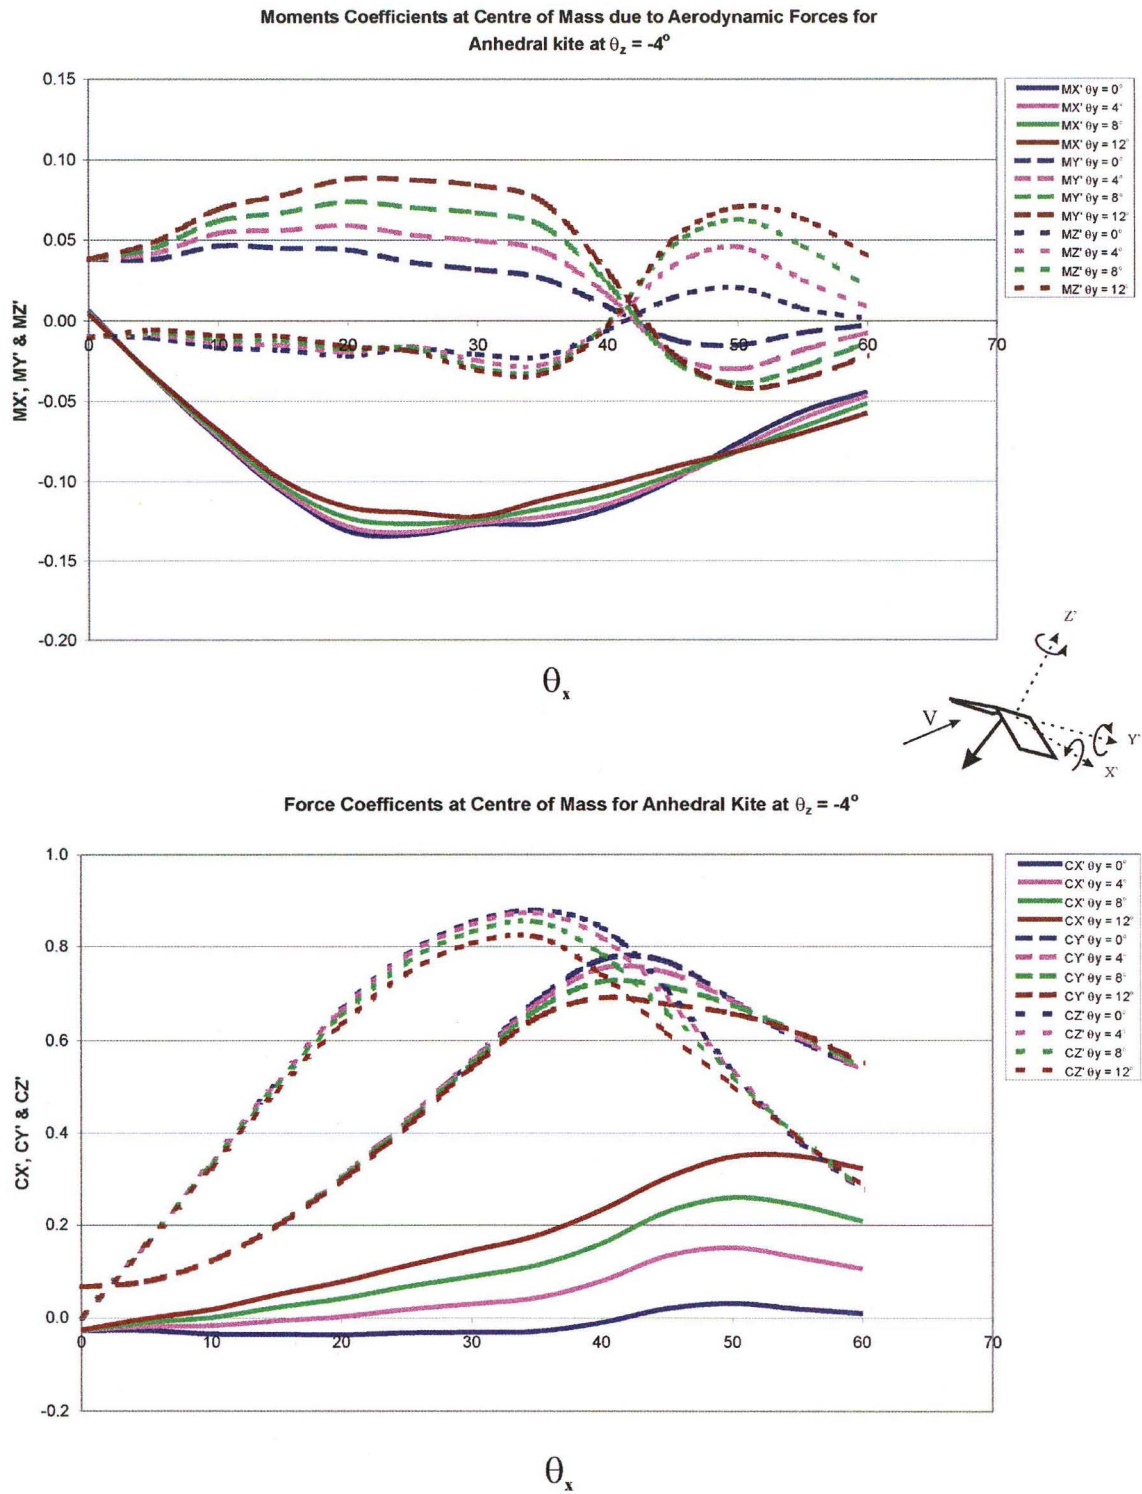 Moments Coefficients at Centre of Mass due to Aerodynamic Forces for
Anhedral kite at θz = -4°
0.15
0.10
0.05
0.00
-0.05
-0.10
-0.15
-0.20
0
10
20
30
40
50
60
70
MX', MY' & MZ'
θx
MX' θy = 0°
MX' θy = 4°
MX' θy = 8°
MX' θy = 12°
MY' θy = 0°
MY' θy = 4°
MY' θy = 8°
MY' θy = 12°
MZ' θy = 0°
MZ' θy = 4°
MZ' θy = 8°
MZ' θy = 12°
Z'
V
Y'
X'
Force Coefficents at Centre of Mass for Anhedral Kite at θz = -4°
1.0
0.8
0.6
0.4
0.2
0.0
-0.2
0
10
20
30
40
50
60
70
CX', CY' & CZ'
θx
CX' θy = 0°
CX' θy = 4°
CX' θy = 8°
CX' θy = 12°
CY' θy = 0°
CY' θy = 4°
CY' θy = 8°
CY' θy = 12°
CZ' θy = 0°
CZ' θy = 4°
CZ' θy = 8°
CZ' θy = 12°